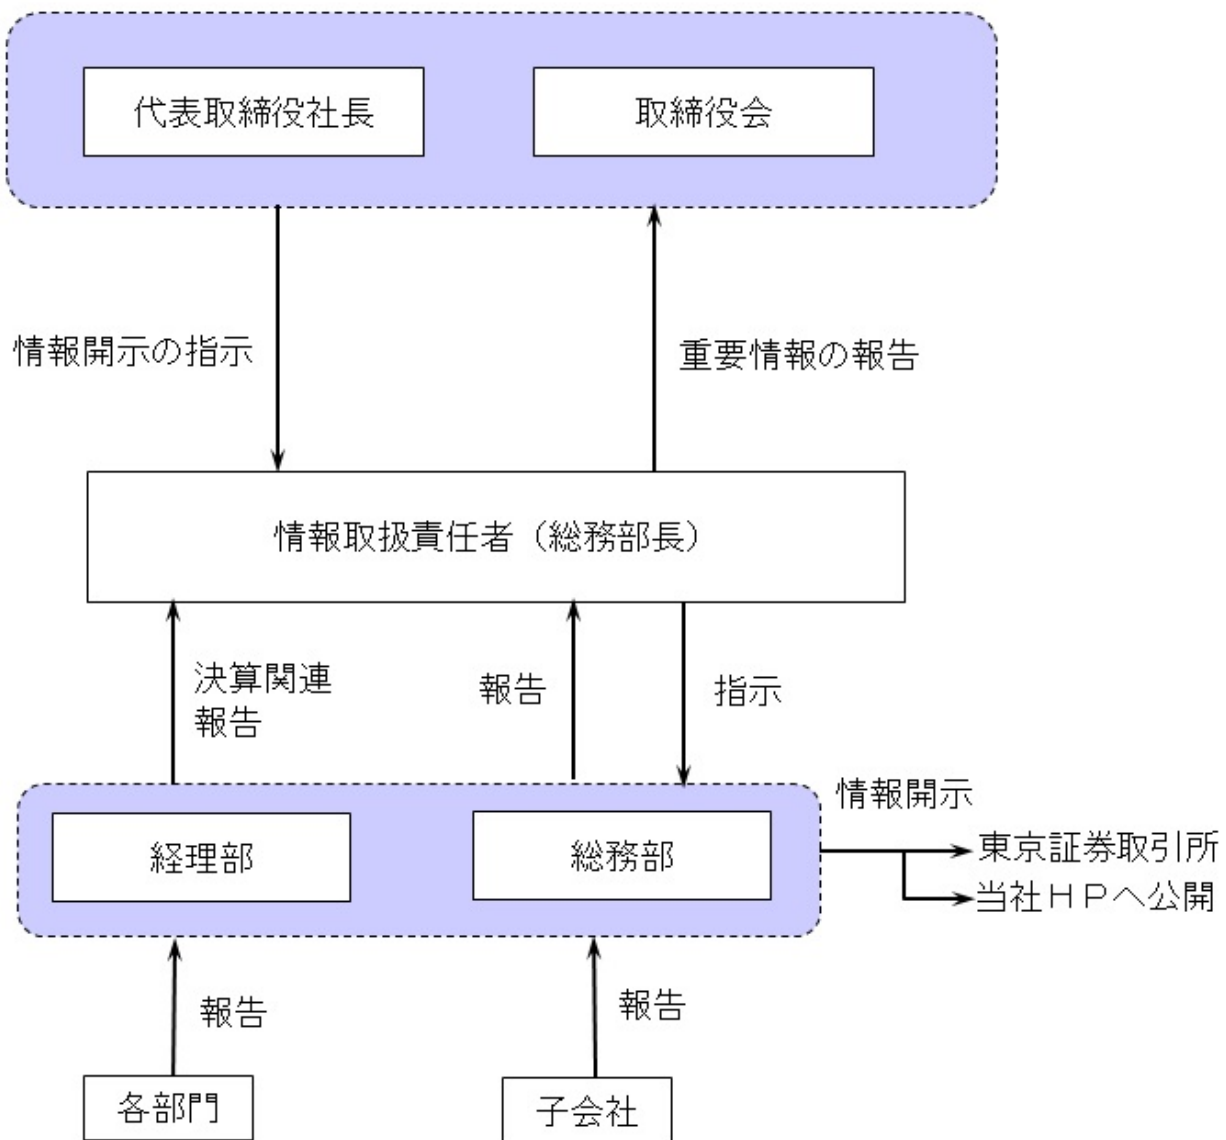 代表取締役社長
取締役会
情報開示の指示
重要情報の報告
情報取扱責任者（総務部長）
決算関連
報告
報告
指示
情報開示
経理部
総務部
東京証券取引所
当社ＨＰへ公開
報告
報告
各部門
子会社